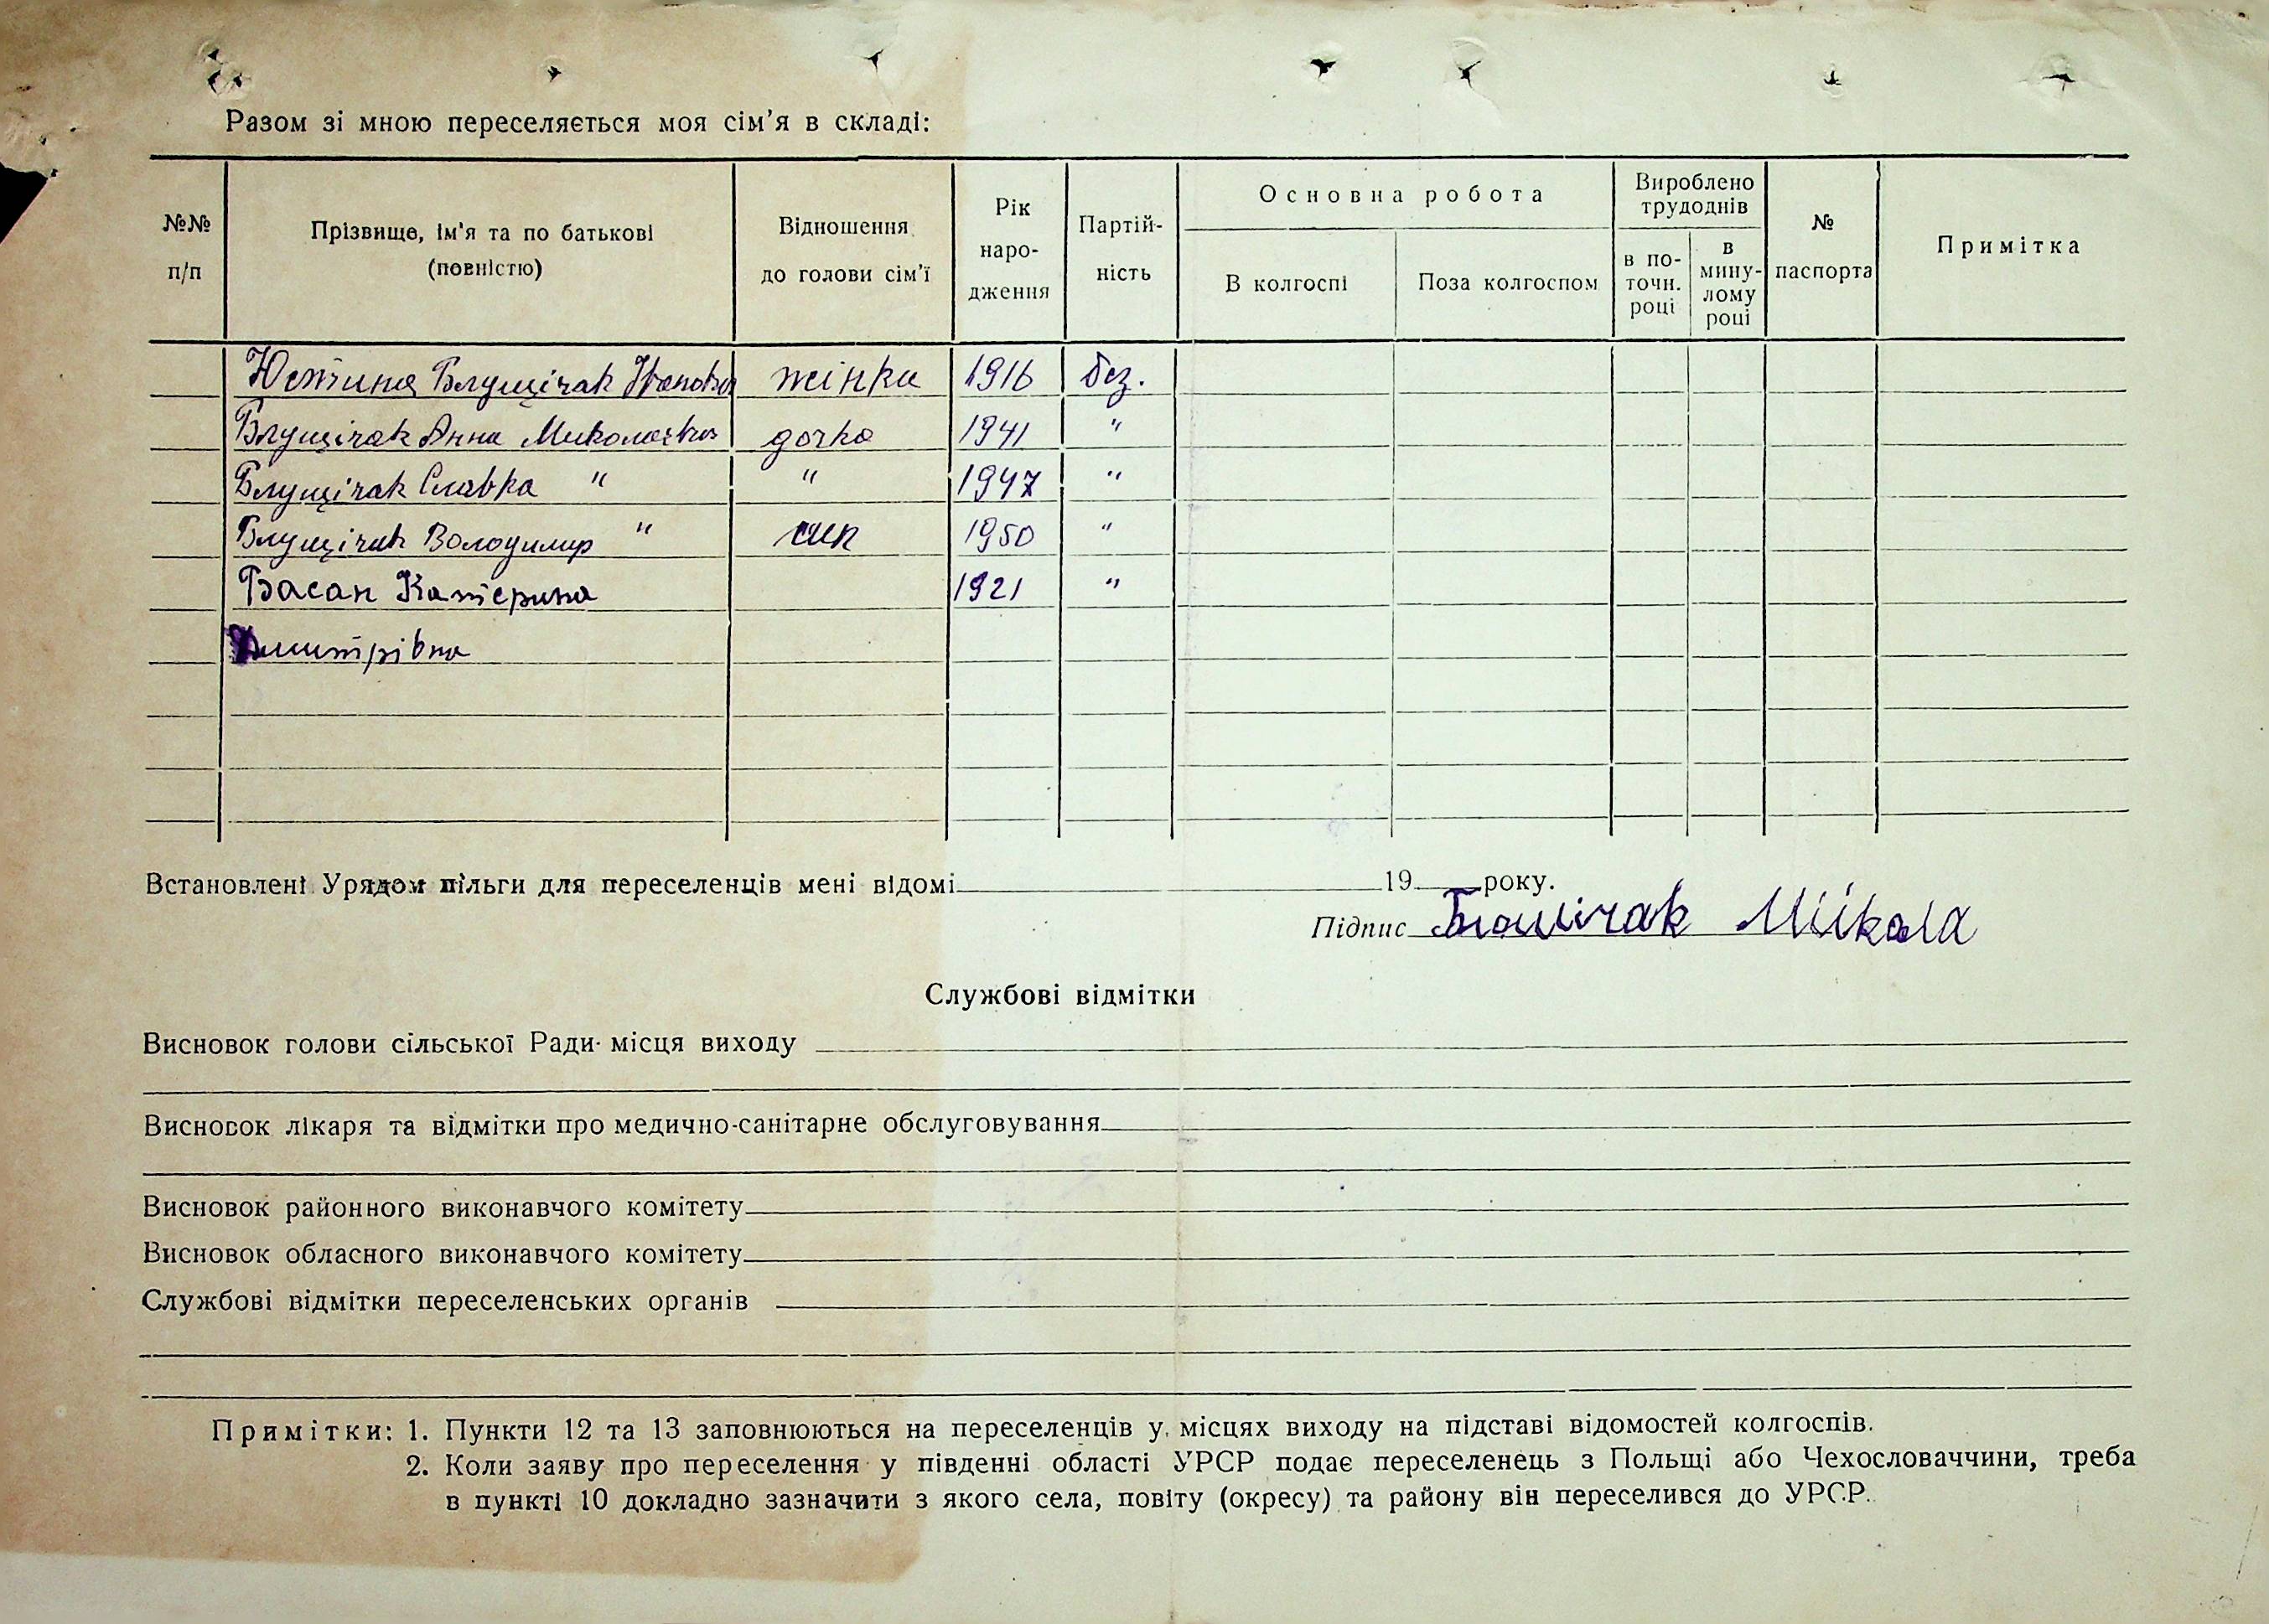 Разом зі мною переселяється моя сім'я в складі:
№№ п/п
Прізвище, ім'я та по батькові (повністю)
Відношення до голови сім'ї
Рік народження
Партійність
Основна робота
В колгоспі
Поза колгоспом
Вироблено трудоднів
в поточн. році
в минулому році
№ паспорта
Примітка
Юстина Блущічак Іванівна жінка 1916 без.
Блущічак Анна Миколаєвна дочка 1941 "
Блущічак Славка " " 1947 "
Блущічак Володимир " син 1950 "
Басан Катерина 1921 "
Дмитрівна
Встановлені Урядом пільги для переселенців мені відомі 19 року.
Підпис Микола
Службові відмітки
Висновок голови сільської Ради місця виходу
Висновок лікаря та відмітки про медично-санітарне обслуговування
Висновок районного виконавчого комітету
Висновок обласного виконавчого комітету
Службові відмітки переселенських органів
Примітки: 1. Пункти 12 та 13 заповнюються на переселенців у місцях виходу на підставі відомостей колгоспів.
2. Коли заяву про переселення у південні області УРСР подає переселенець з Польщі або Чехословаччини, треба
в пункті 10 докладно зазначити з якого села, повіту (окресу) та району він переселився до УРСР.